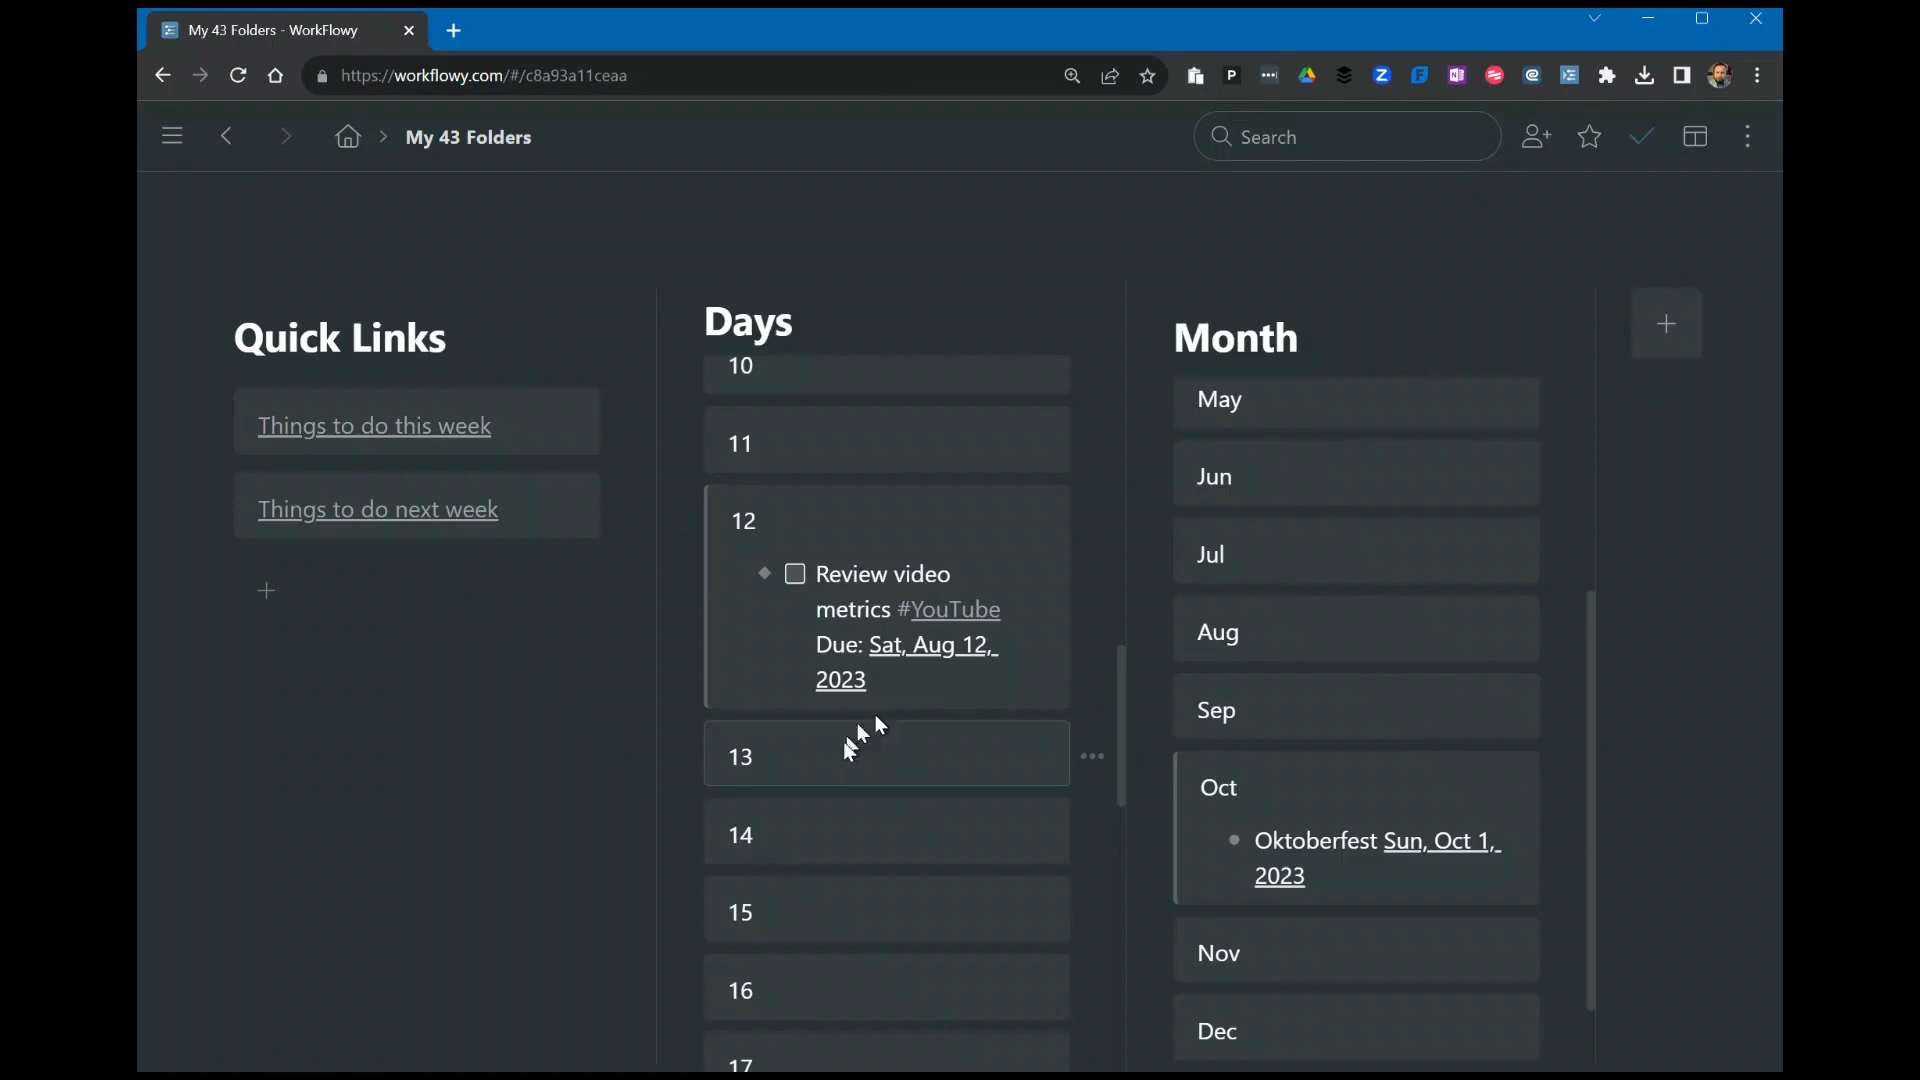 My 43 Folders - WorkFlowy
https://workflowy.com/#/c8a93a11ceaa
P
Z
My 43 Folders
Search
Quick Links
Things to do this week
Things to do next week
Days
10
11
12
Review video
metrics #YouTube
Due: Sat, Aug 12,
2023
13
14
15
16
17
Month
May
Jun
Jul
Aug
Sep
Oct
Oktoberfest Sun, Oct 1,
2023
Nov
Dec